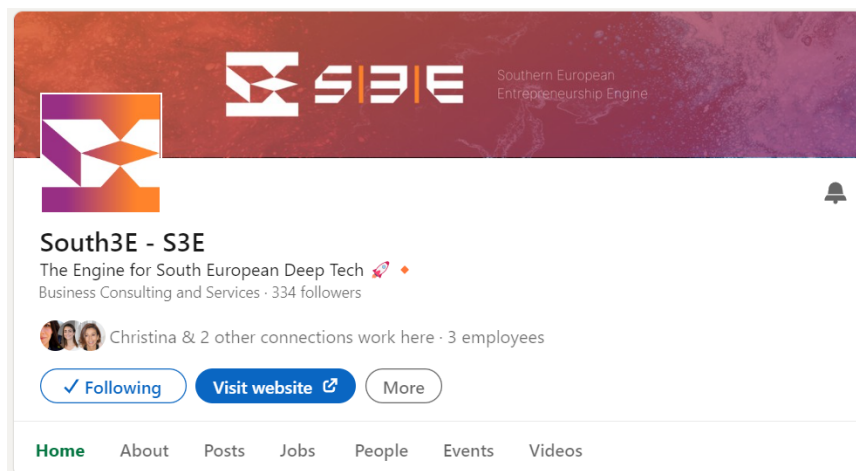 S|3|E
Southern European
Entrepreneurship Engine
South3E - S3E
The Engine for South European Deep Tech 🚀 🔸
Business Consulting and Services · 334 followers
Christina & 2 other connections work here · 3 employees
✓ Following
Visit website
More
Home About Posts Jobs People Events Videos